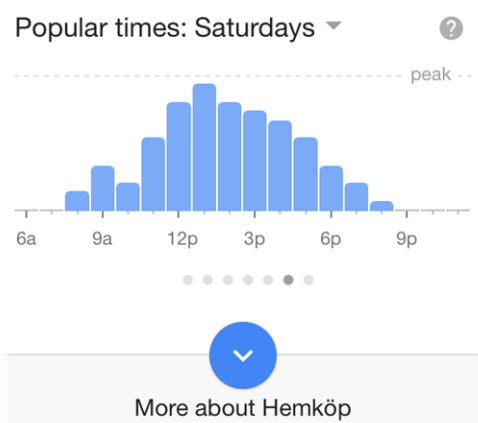 Popular times: Saturdays
?
peak
6a 9a 12p 3p 6p 9p
More about Hemköp